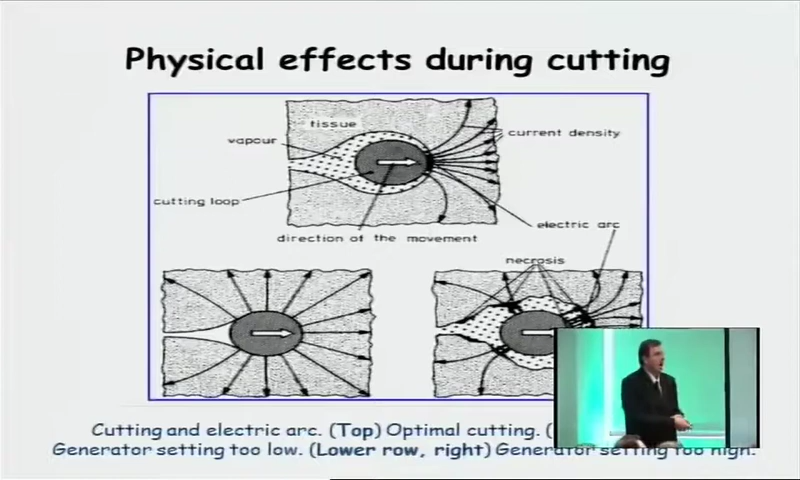 Physical effects during cutting
tissue
vapour
current density
cutting loop
electric arc
direction of the movement
necrosis
Cutting and electric arc. (Top) Optimal cutting. (
Generator setting too low. (Lower row, right) Generator setting too high.